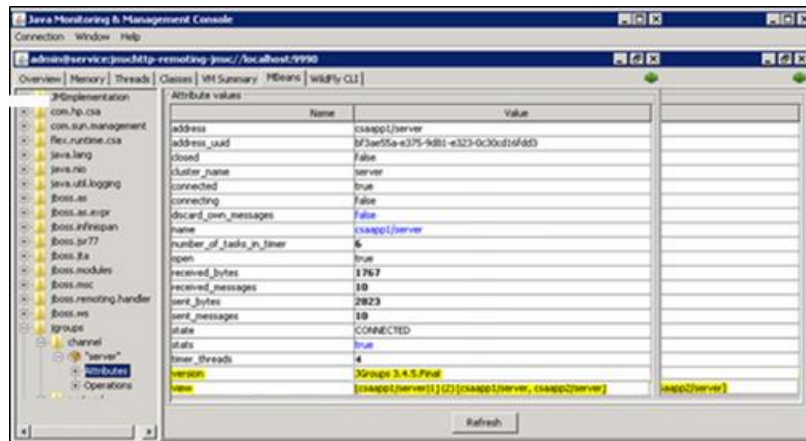 Java Monitoring & Management Console
Connection Window Help
admin@service:jmx:http-remoting-jmx://localhost:9990
Overview Memory Threads Classes VM Summary MBeans WildFly CLI
JMImplementation
com.hp.csa
com.sun.management
flex.runtime.csa
java.lang
java.nio
java.util.logging
jboss.as
jboss.as.expr
jboss.infinispan
jboss.jsr77
jboss.jta
jboss.modules
jboss.msc
jboss.remoting.handler
jboss.ws
jgroups
channel
"server"
Attributes
Operations
Attribute values
Name Value
address csaapp1/server
address_uuid bf3ae55a-e375-9d81-e323-0c30cd16fdd3
closed false
cluster_name server
connected true
connecting false
discard_own_messages false
name csaapp1/server
number_of_tasks_in_timer 6
open true
received_bytes 1767
received_messages 10
sent_bytes 2823
sent_messages 10
state CONNECTED
stats true
timer_threads 4
version JGroups 3.4.5.Final
view [csaapp1/server|1] (2) [csaapp1/server, csaapp2/server]
saapp2/server]
Refresh